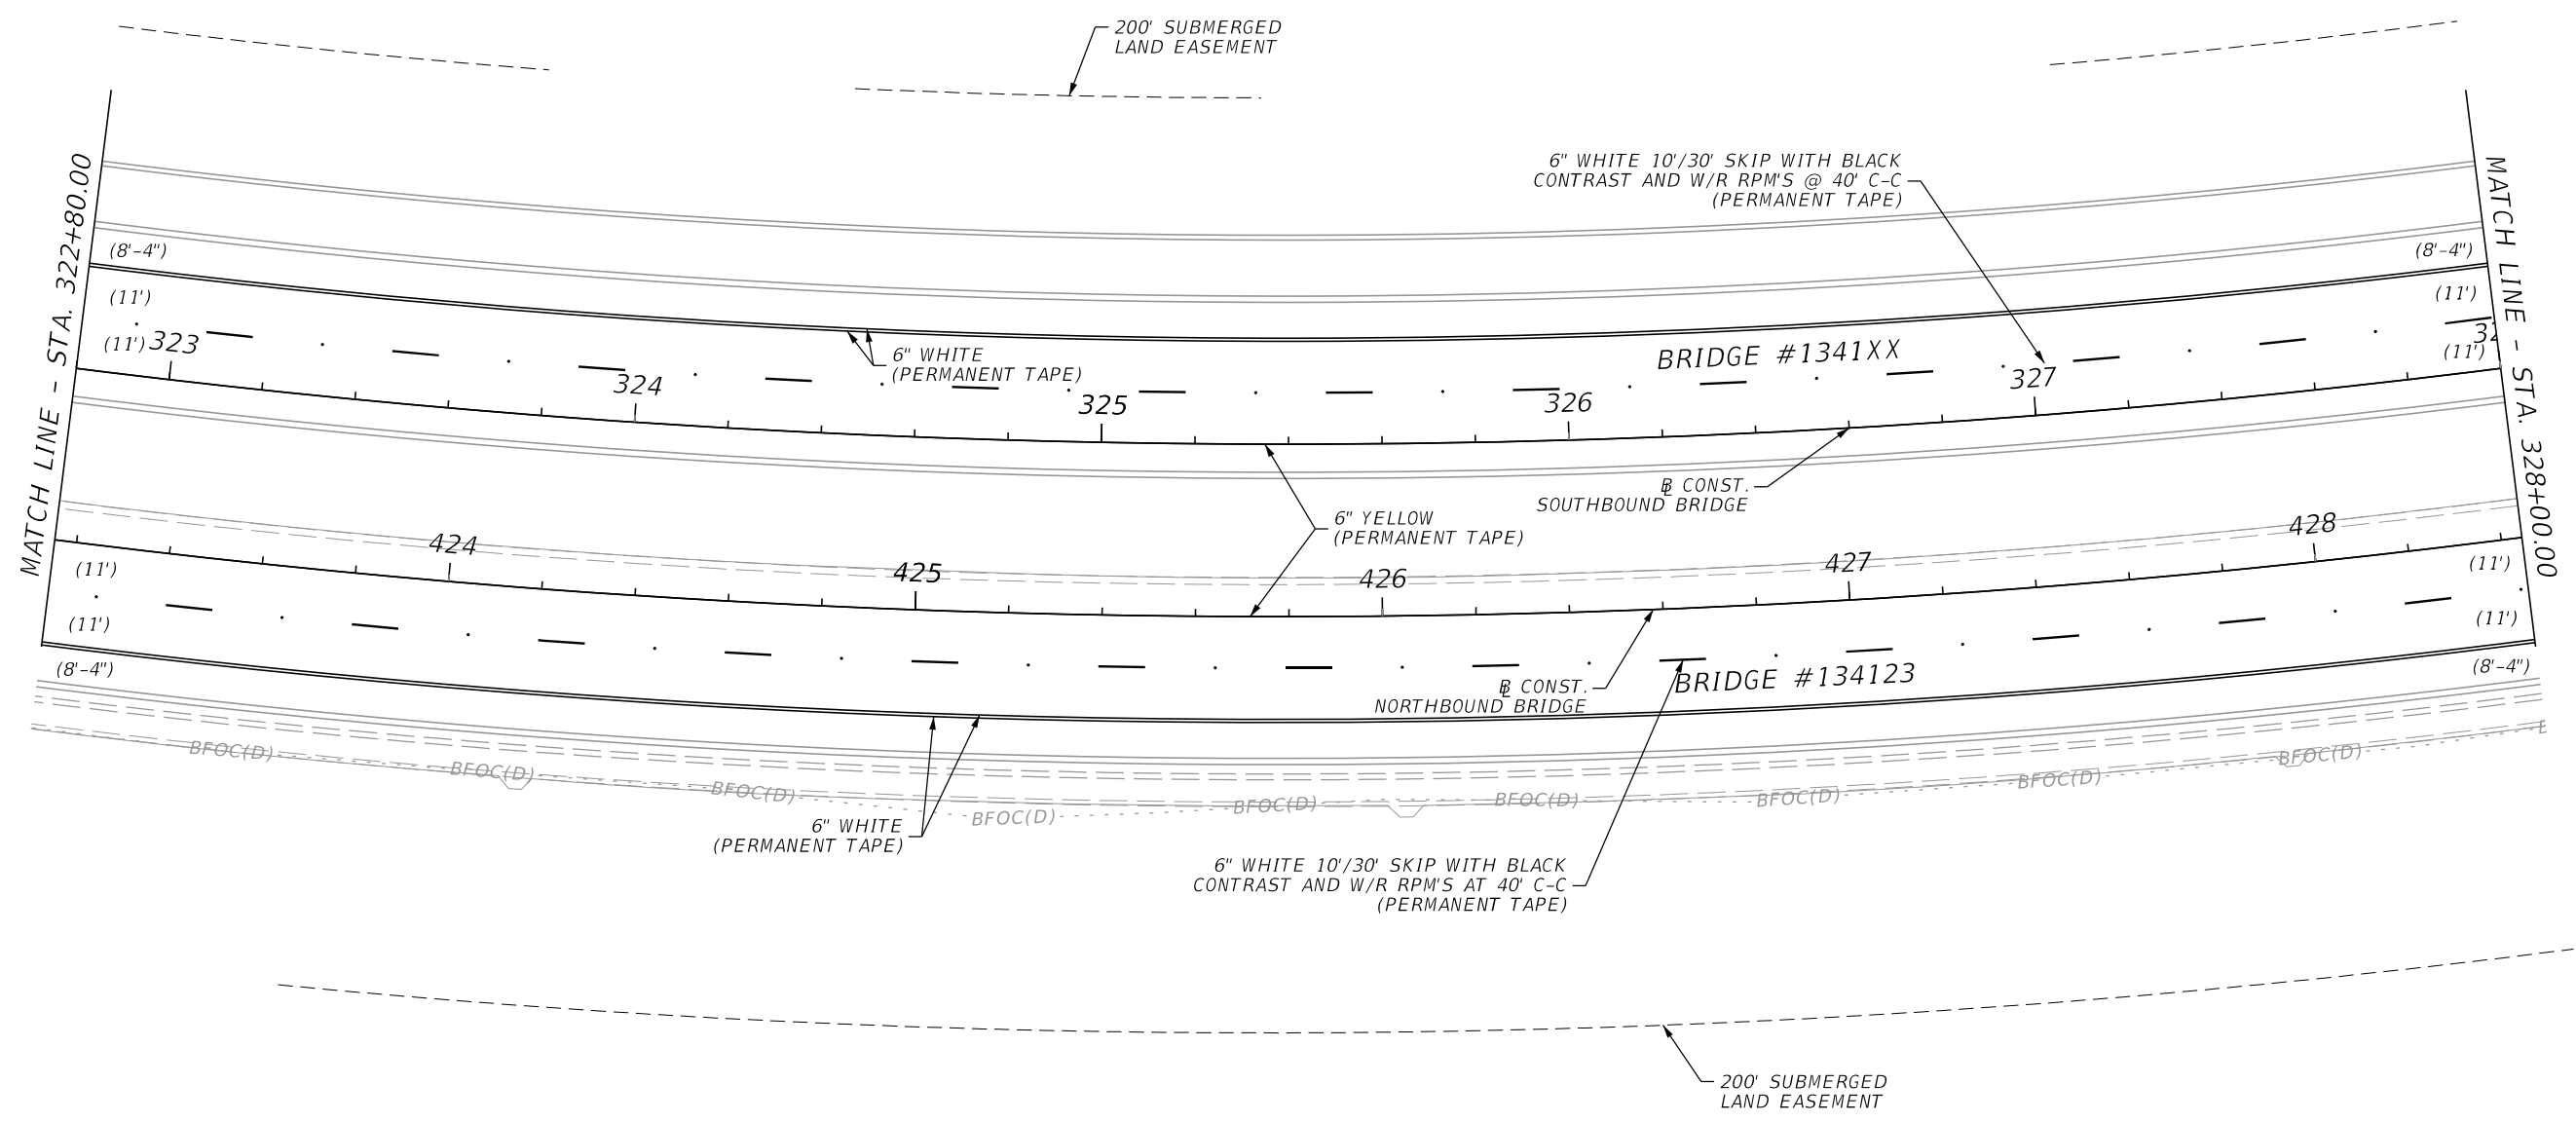 200' SUBMERGED
LAND EASEMENT
6" WHITE 10'/30' SKIP WITH BLACK
CONTRAST AND W/R RPM'S @ 40' C-C
(PERMANENT TAPE)
MATCH LINE - STA. 322+80.00
MATCH LINE - STA. 328+00.00
(8'-4")
(8'-4")
(11')
(11')
(11')
323
(11')
6" WHITE
(PERMANENT TAPE)
BRIDGE #1341XX
324
325
326
327
B CONST.
SOUTHBOUND BRIDGE
6" YELLOW
(PERMANENT TAPE)
424
425
426
427
428
(11')
(11')
(11')
(11')
(8'-4")
(8'-4")
B CONST.
NORTHBOUND BRIDGE
BRIDGE #134123
BFOC(D)
BFOC(D)
BFOC(D)
BFOC(D)
BFOC(D)
BFOC(D)
BFOC(D)
BFOC(D)
BFOC(D)
6" WHITE
(PERMANENT TAPE)
6" WHITE 10'/30' SKIP WITH BLACK
CONTRAST AND W/R RPM'S AT 40' C-C
(PERMANENT TAPE)
200' SUBMERGED
LAND EASEMENT